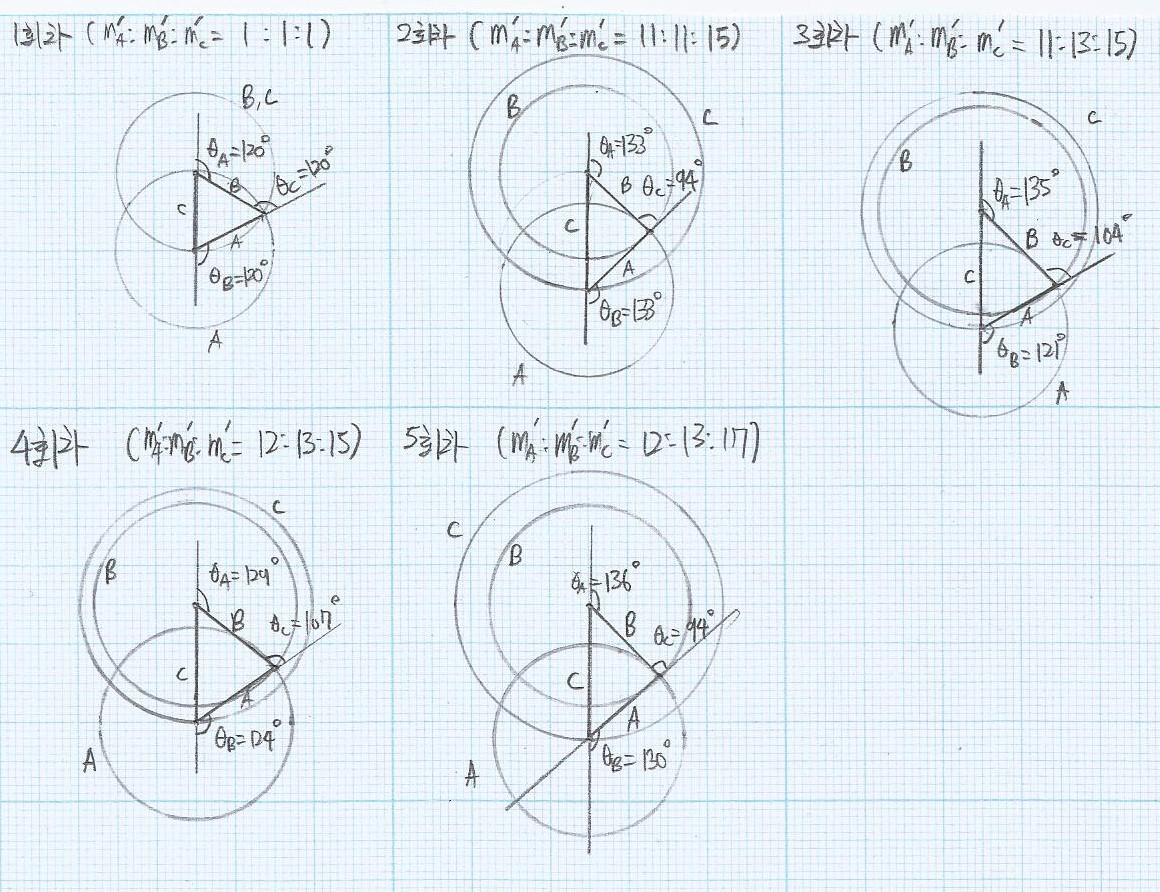 1회차 (m'A : m'B : m'C = 1 : 1 : 1)
B, C
θA=120°
B
θC=120°
C
A
θB=120°
A
2회차 (m'A : m'B : m'C = 11 : 11 : 15)
B
C
θA=133°
B
θC=94°
C
A
θB=133°
A
3회차 (m'A : m'B : m'C = 11 : 13 : 15)
C
B
θA=135°
B
θC=104°
C
A
θB=121°
A
4회차 (m'A : m'B : m'C = 12 : 13 : 15)
C
B
θA=129°
B
θC=107°
C
A
θB=124°
A
5회차 (m'A : m'B : m'C = 12 : 13 : 17)
C
B
θA=136°
B
θC=94°
C
A
θB=130°
A